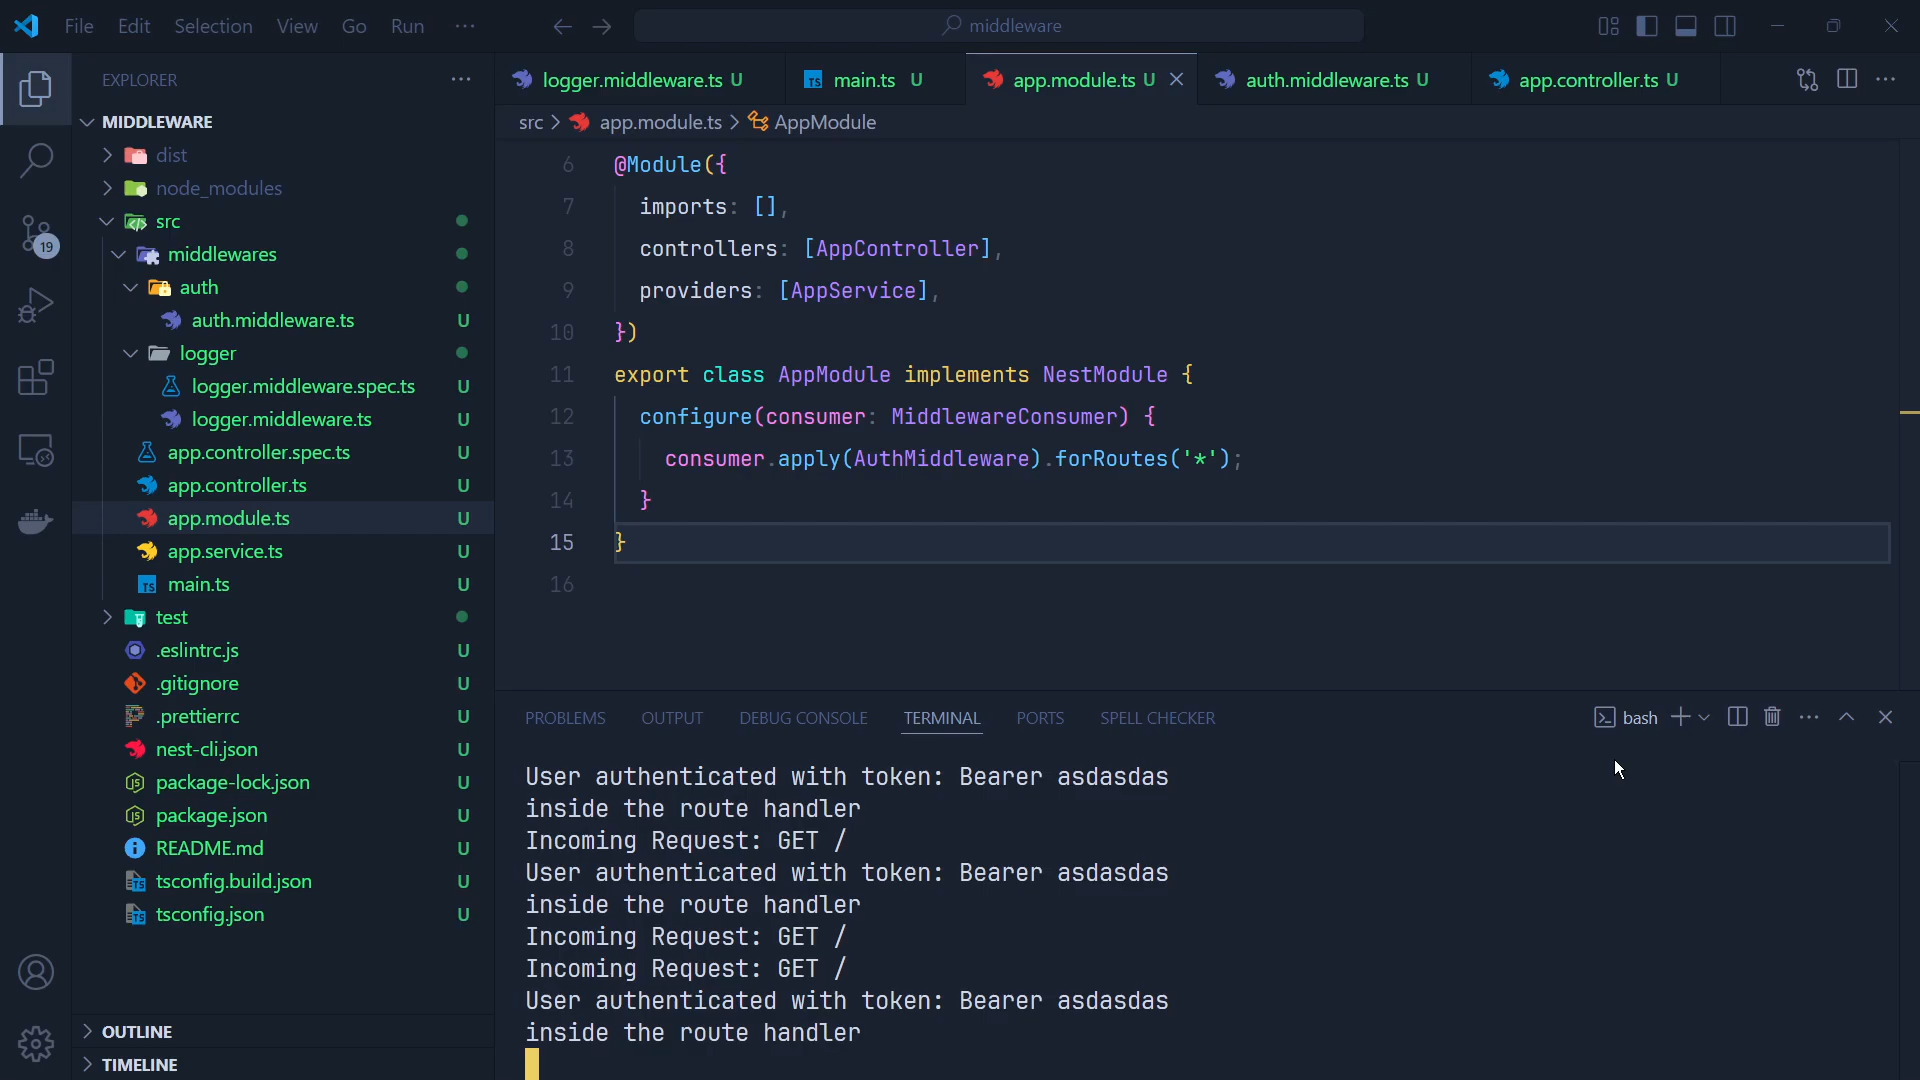 File Edit Selection View Go Run ···
middleware
EXPLORER
MIDDLEWARE
dist
node_modules
src
middlewares
auth
auth.middleware.ts U
logger
logger.middleware.spec.ts U
logger.middleware.ts U
app.controller.spec.ts U
app.controller.ts U
app.module.ts U
app.service.ts U
main.ts U
test
.eslintrc.js U
.gitignore U
.prettierrc U
nest-cli.json U
package-lock.json U
package.json U
README.md U
tsconfig.build.json U
tsconfig.json U
OUTLINE
TIMELINE
19
logger.middleware.ts U
TS main.ts U
app.module.ts U
auth.middleware.ts U
app.controller.ts U
src > app.module.ts > AppModule
6 @Module({
7 imports: [],
8 controllers: [AppController],
9 providers: [AppService],
10 })
11 export class AppModule implements NestModule {
12 configure(consumer: MiddlewareConsumer) {
13 consumer.apply(AuthMiddleware).forRoutes('*');
14 }
15 }
16
PROBLEMS OUTPUT DEBUG CONSOLE TERMINAL PORTS SPELL CHECKER
bash
User authenticated with token: Bearer asdasdas
inside the route handler
Incoming Request: GET /
User authenticated with token: Bearer asdasdas
inside the route handler
Incoming Request: GET /
Incoming Request: GET /
User authenticated with token: Bearer asdasdas
inside the route handler